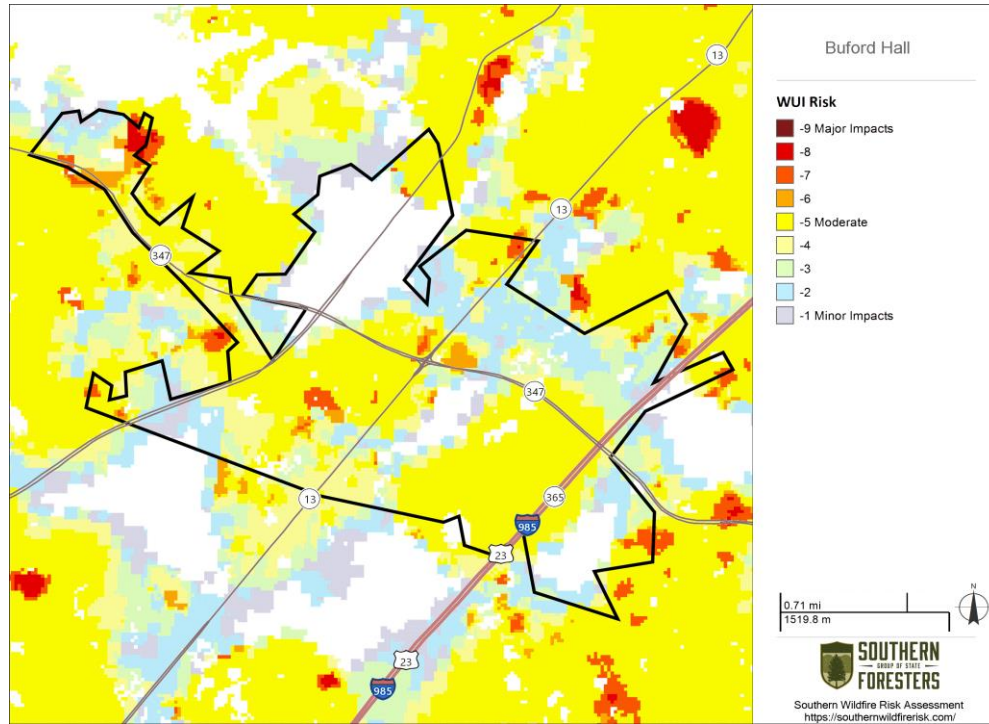 Buford Hall
WUI Risk
-9 Major Impacts
-8
-7
-6
-5 Moderate
-4
-3
-2
-1 Minor Impacts
13
13
347
347
13
365
985
23
23
985
0.71 mi
1519.8 m
N
SOUTHERN
GROUP OF STATE
FORESTERS
Southern Wildfire Risk Assessment
https://southernwildfirerisk.com/